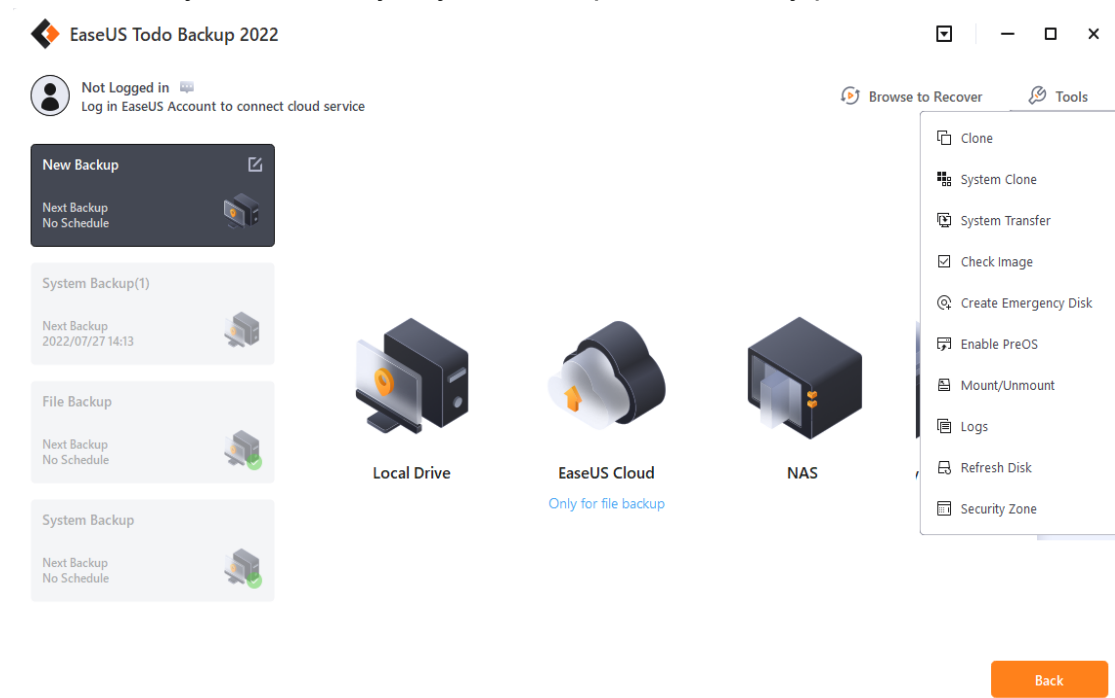 EaseUS Todo Backup 2022
Not Logged in
Log in EaseUS Account to connect cloud service
Browse to Recover
Tools
New Backup
Next Backup
No Schedule
System Backup(1)
Next Backup
2022/07/27 14:13
File Backup
Next Backup
No Schedule
System Backup
Next Backup
No Schedule
Local Drive
EaseUS Cloud
Only for file backup
NAS
Clone
System Clone
System Transfer
Check Image
Create Emergency Disk
Enable PreOS
Mount/Unmount
Logs
Refresh Disk
Security Zone
Back